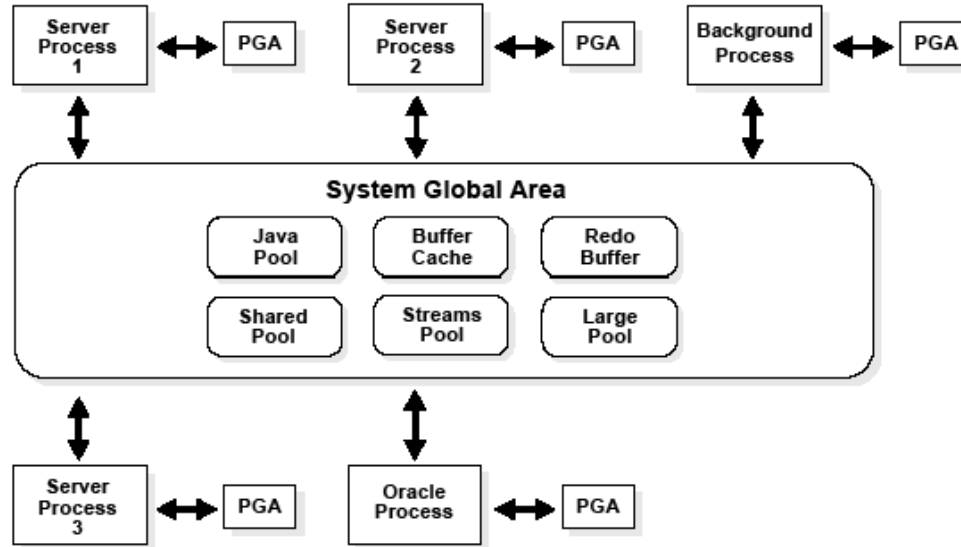 Server
Process
1
PGA
Server
Process
2
PGA
Background
Process
PGA
System Global Area
Java
Pool
Buffer
Cache
Redo
Buffer
Shared
Pool
Streams
Pool
Large
Pool
Server
Process
3
PGA
Oracle
Process
PGA